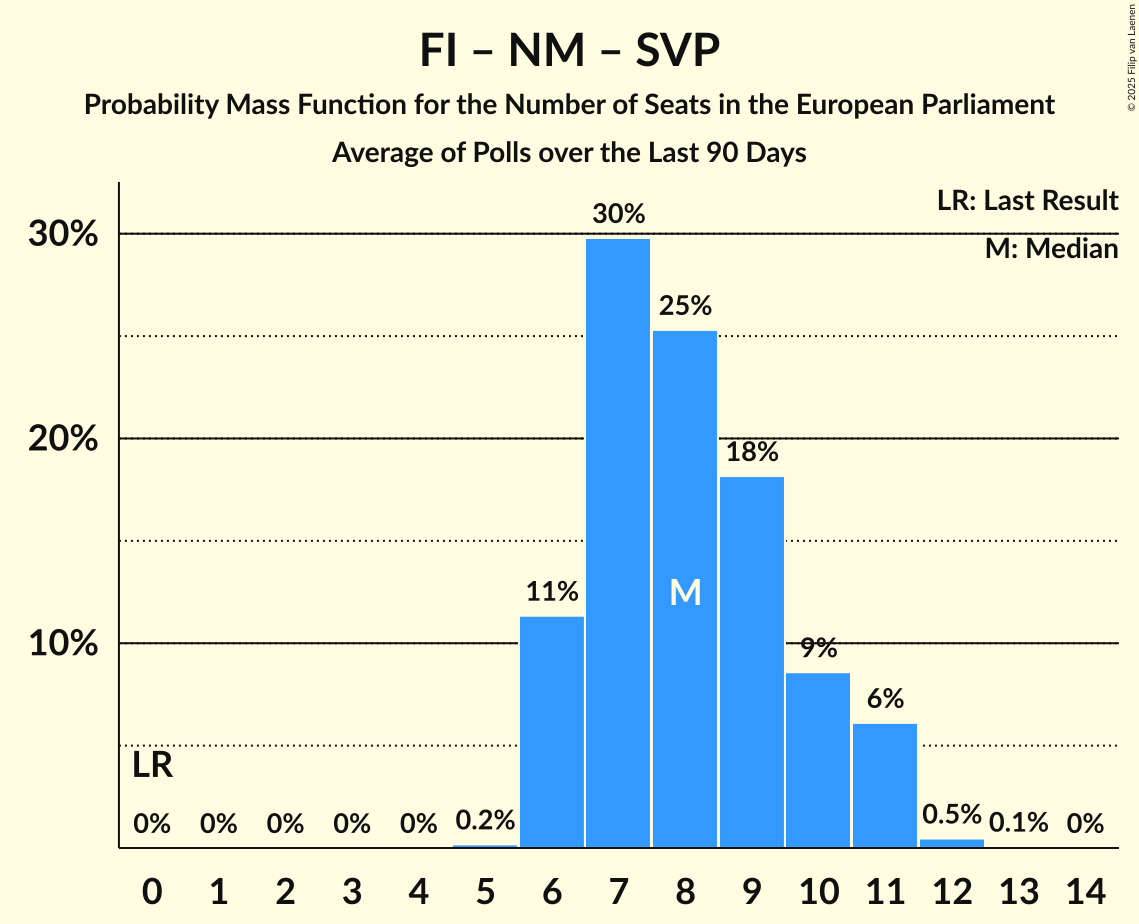 FI – NM – SVP
Probability Mass Function for the Number of Seats in the European Parliament
Average of Polls over the Last 90 Days
© 2025 Filip van Laenen
LR: Last Result
M: Median
30%
20%
10%
LR
0%
0%
0%
0%
0%
0.2%
11%
30%
25%
M
18%
9%
6%
0.5%
0.1%
0%
0 1 2 3 4 5 6 7 8 9 10 11 12 13 14